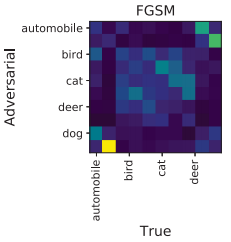 FGSM
Adversarial
automobile
bird
cat
deer
dog
automobile
bird
cat
deer
True